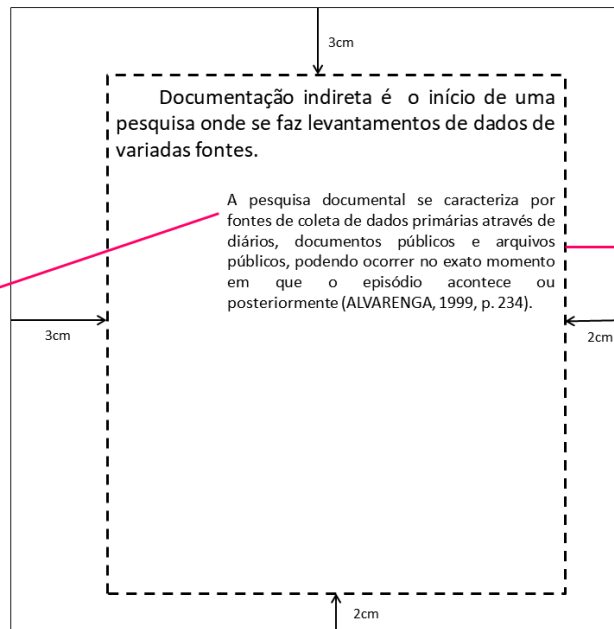 3cm
Documentação indireta é o início de uma
pesquisa onde se faz levantamentos de dados de
variadas fontes.
A pesquisa documental se caracteriza por
fontes de coleta de dados primárias através de
diários, documentos públicos e arquivos
públicos, podendo ocorrer no exato momento
em que o episódio acontece ou
posteriormente (ALVARENGA, 1999, p. 234).
3cm
2cm
2cm